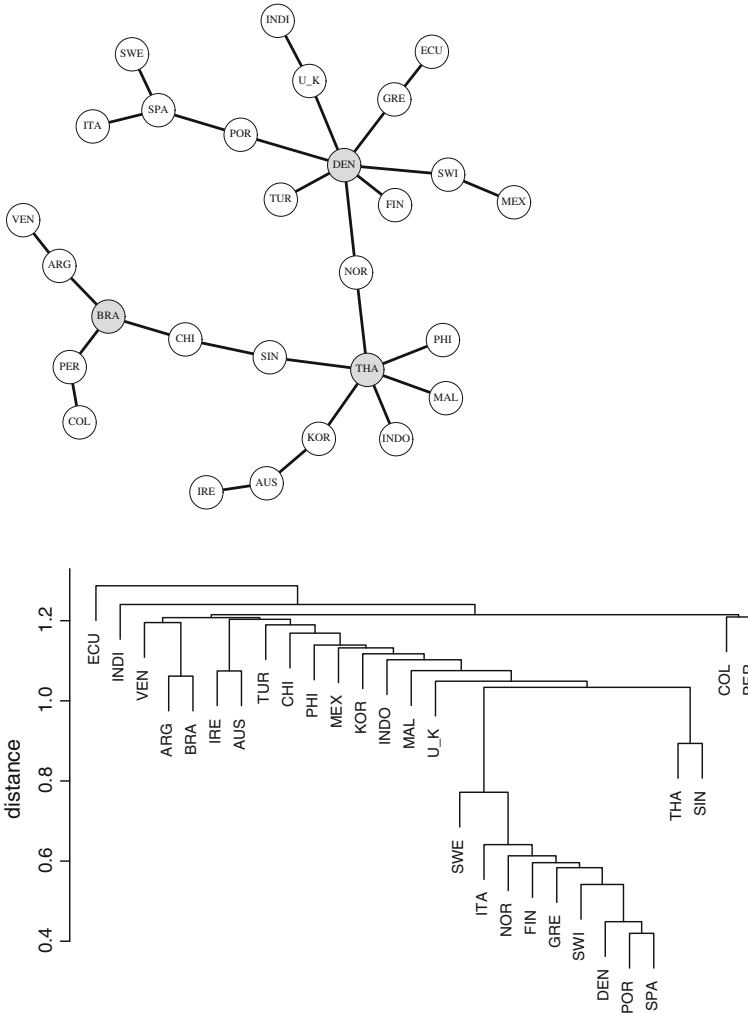 INDI
ECU
SWE
U_K
GRE
SPA
ITA
POR
DEN
SWI
TUR
FIN
MEX
VEN
ARG
NOR
BRA
CHI
PHI
SIN
PER
THA
MAL
COL
KOR
INDO
AUS
IRE
distance
1.2
1.0
0.8
0.6
0.4
ECU
INDI
VEN
ARG
BRA
IRE
AUS
TUR
CHI
PHI
MEX
KOR
INDO
MAL
U_K
SWE
ITA
NOR
FIN
GRE
SWI
DEN
POR
SPA
THA
SIN
COL
PER